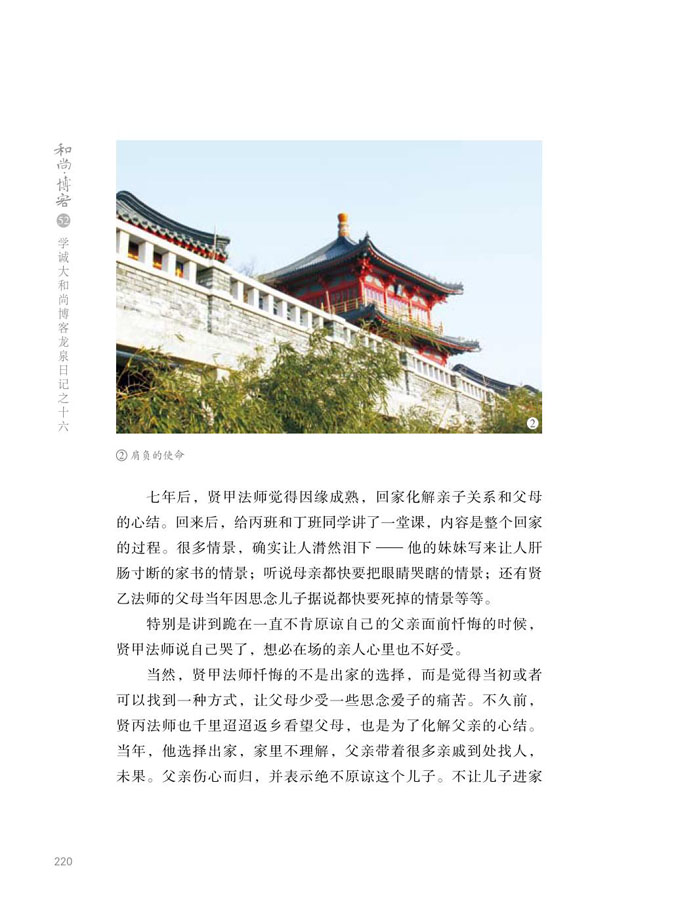 和尚·博客 52 学诚大和尚博客龙泉日记之十六
2
② 肩负的使命
七年后，贤甲法师觉得因缘成熟，回家化解亲子关系和父母
的心结。回来后，给丙班和丁班同学讲了一堂课，内容是整个回家
的过程。很多情景，确实让人潸然泪下 —— 他的妹妹写来让人肝
肠寸断的家书的情景；听说母亲都快要把眼睛哭瞎的情景；还有贤
乙法师的父母当年因思念儿子据说都快要死掉的情景等等。
特别是讲到跪在一直不肯原谅自己的父亲面前忏悔的时候，
贤甲法师说自己哭了，想必在场的亲人心里也不好受。
当然，贤甲法师忏悔的不是出家的选择，而是觉得当初或者
可以找到一种方式，让父母少受一些思念爱子的痛苦。不久前，
贤丙法师也千里迢迢返乡看望父母，也是为了化解父亲的心结。
当年，他选择出家，家里不理解，父亲带着很多亲戚到处找人，
未果。父亲伤心而归，并表示绝不原谅这个儿子。不让儿子进家
220